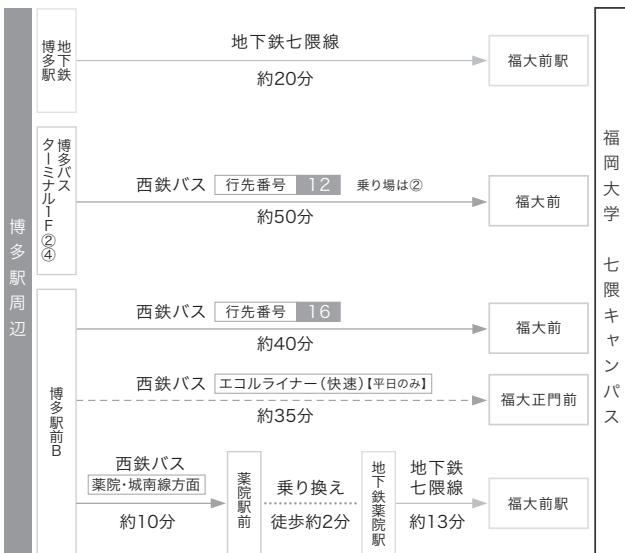 博多駅周辺
地下鉄
博多駅
地下鉄七隈線
約20分
福大前駅
博多バス
ターミナル1F②④
西鉄バス 行先番号 12 乗り場は②
約50分
福大前
博多駅前B
西鉄バス 行先番号 16
約40分
福大前
西鉄バス エコルライナー(快速)【平日のみ】
約35分
福大正門前
西鉄バス
薬院・城南線方面
約10分
薬院駅前
乗り換え
徒歩約2分
地下鉄薬院駅
地下鉄
七隈線
約13分
福大前駅
福岡大学 七隈キャンパス